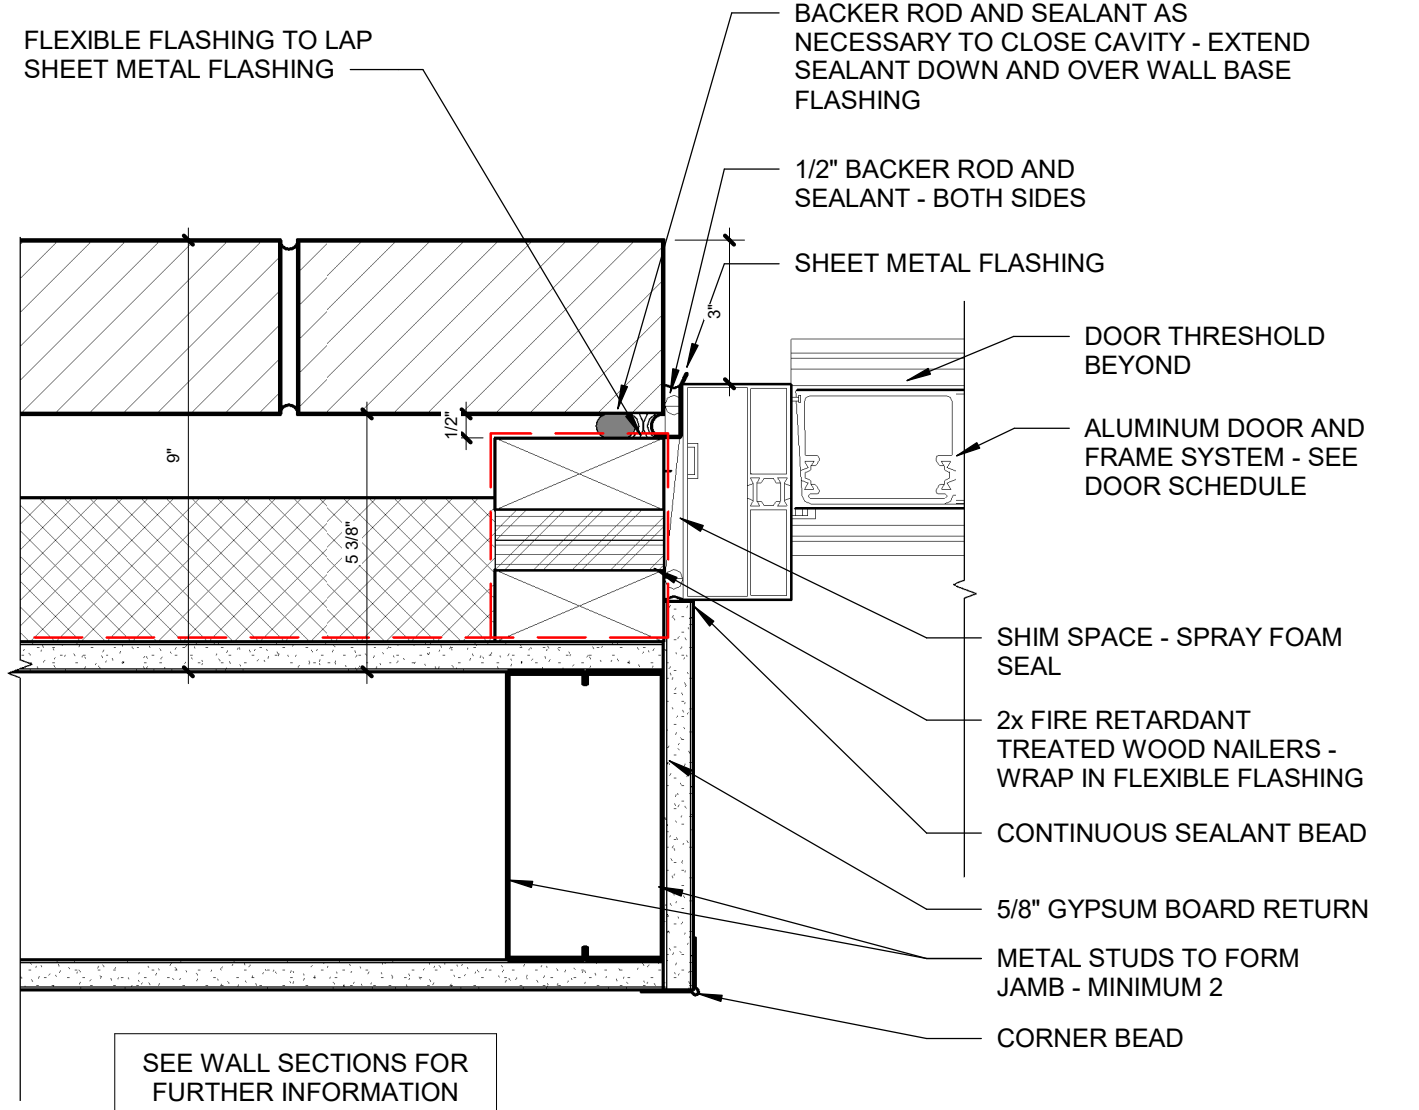 FLEXIBLE FLASHING TO LAP
SHEET METAL FLASHING
BACKER ROD AND SEALANT AS
NECESSARY TO CLOSE CAVITY - EXTEND
SEALANT DOWN AND OVER WALL BASE
FLASHING
1/2" BACKER ROD AND
SEALANT - BOTH SIDES
SHEET METAL FLASHING
3"
DOOR THRESHOLD
BEYOND
ALUMINUM DOOR AND
FRAME SYSTEM - SEE
DOOR SCHEDULE
1/2"
9"
5 3/8"
SHIM SPACE - SPRAY FOAM
SEAL
2x FIRE RETARDANT
TREATED WOOD NAILERS -
WRAP IN FLEXIBLE FLASHING
CONTINUOUS SEALANT BEAD
5/8" GYPSUM BOARD RETURN
METAL STUDS TO FORM
JAMB - MINIMUM 2
CORNER BEAD
SEE WALL SECTIONS FOR
FURTHER INFORMATION